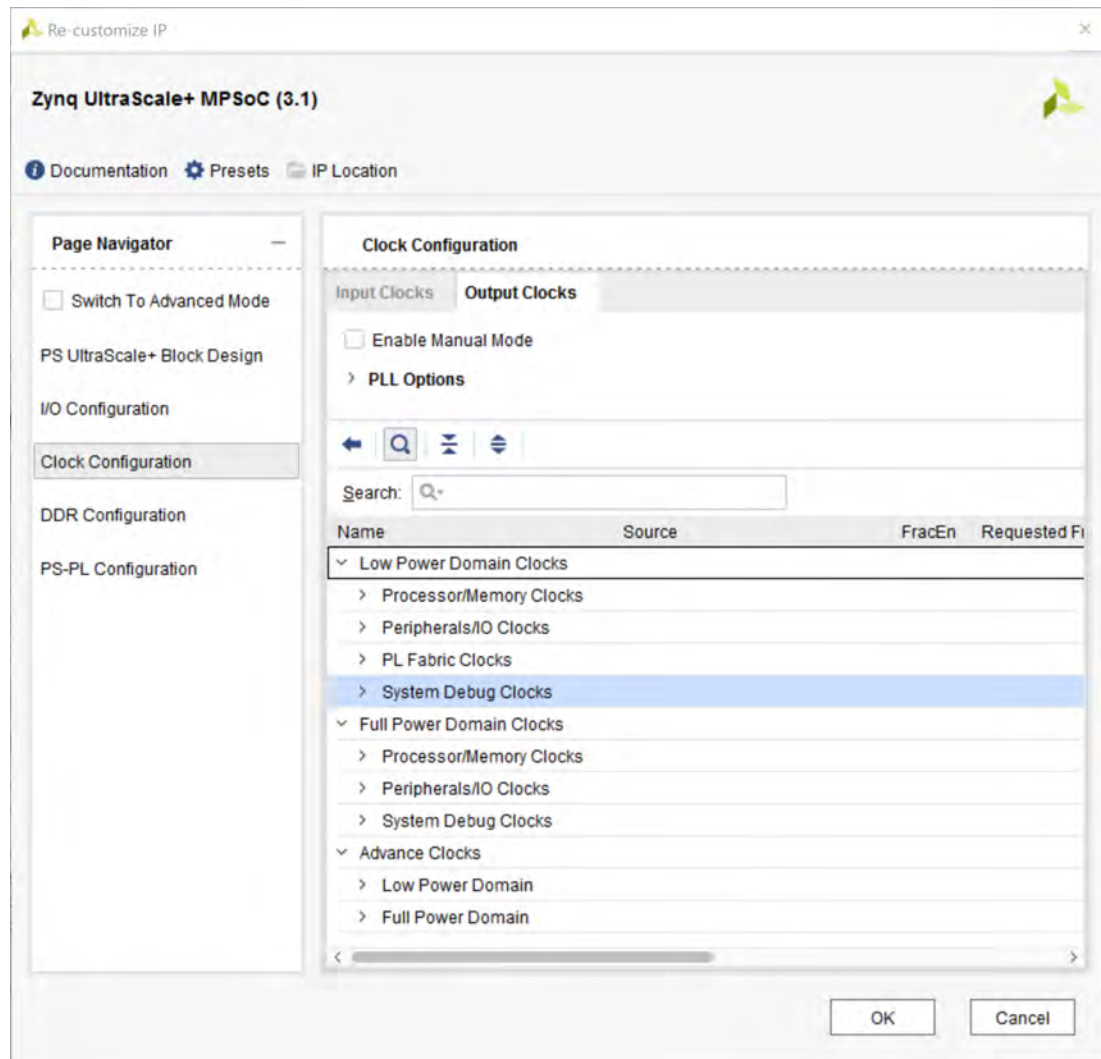 Re-customize IP
Zynq UltraScale+ MPSoC (3.1)
Documentation Presets IP Location
Page Navigator
Switch To Advanced Mode
PS UltraScale+ Block Design
I/O Configuration
Clock Configuration
DDR Configuration
PS-PL Configuration
Clock Configuration
Input Clocks Output Clocks
Enable Manual Mode
PLL Options
Search:
Name Source FracEn Requested Fr
Low Power Domain Clocks
Processor/Memory Clocks
Peripherals/IO Clocks
PL Fabric Clocks
System Debug Clocks
Full Power Domain Clocks
Processor/Memory Clocks
Peripherals/IO Clocks
System Debug Clocks
Advance Clocks
Low Power Domain
Full Power Domain
OK Cancel